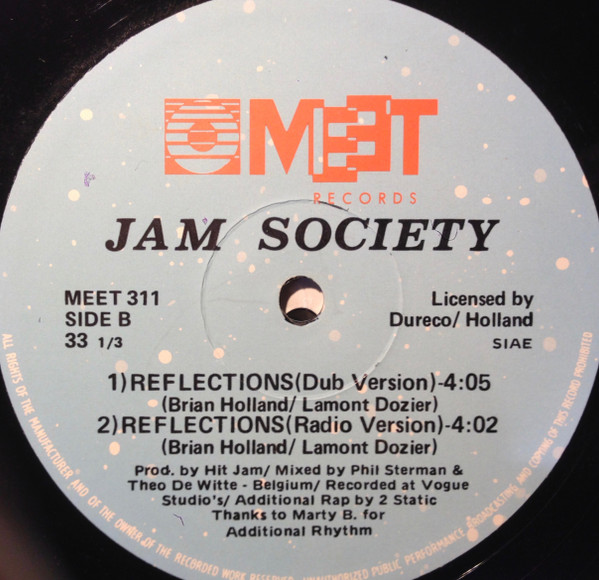 MEET
RECORDS
JAM SOCIETY
MEET 311
SIDE B
33 1/3
Licensed by
Dureco/ Holland
SIAE
1)REFLECTIONS(Dub Version)-4:05
(Brian Holland/ Lamont Dozier)
2)REFLECTIONS(Radio Version)-4:02
(Brian Holland/ Lamont Dozier)
Prod. by Hit Jam/ Mixed by Phil Sterman &
Theo De Witte - Belgium/ Recorded at Vogue
Studio's/ Additional Rap by 2 Static
Thanks to Marty B. for
Additional Rhythm
ALL RIGHTS OF THE MANUFACTURER AND OF THE OWNER OF THE RECORDED WORK RESERVED. UNAUTHORIZED PUBLIC PERFORMANCE, BROADCASTING, AND COPYING OF THIS RECORD PROHIBITED